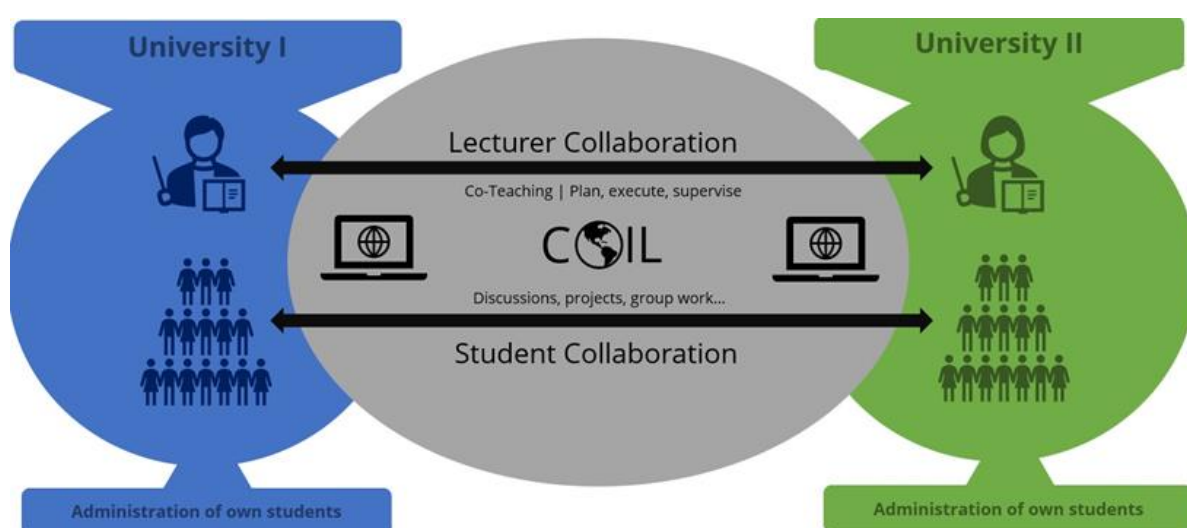 University I
University II
Lecturer Collaboration
Co-Teaching | Plan, execute, supervise
COIL
Discussions, projects, group work...
Student Collaboration
Administration of own students
Administration of own students